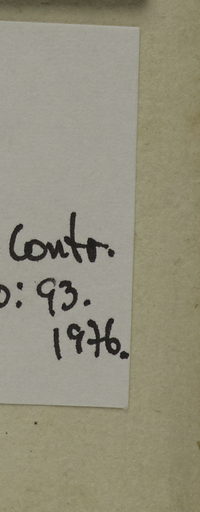 Contr.
o: 93.
1976.